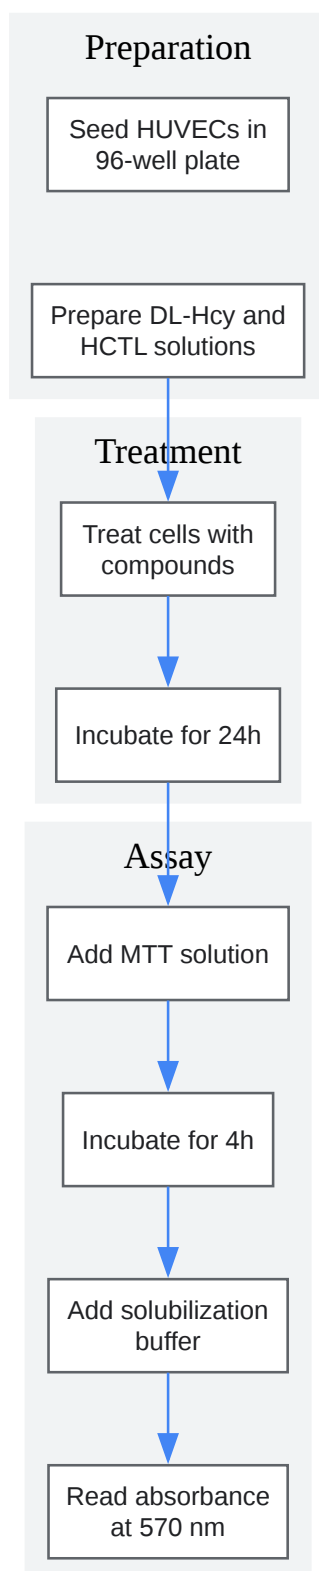 Preparation
Seed HUVECs in
96-well plate
Prepare DL-Hcy and
HCTL solutions
Treatment
Treat cells with
compounds
Incubate for 24h
Assay
Add MTT solution
Incubate for 4h
Add solubilization
buffer
Read absorbance
at 570 nm